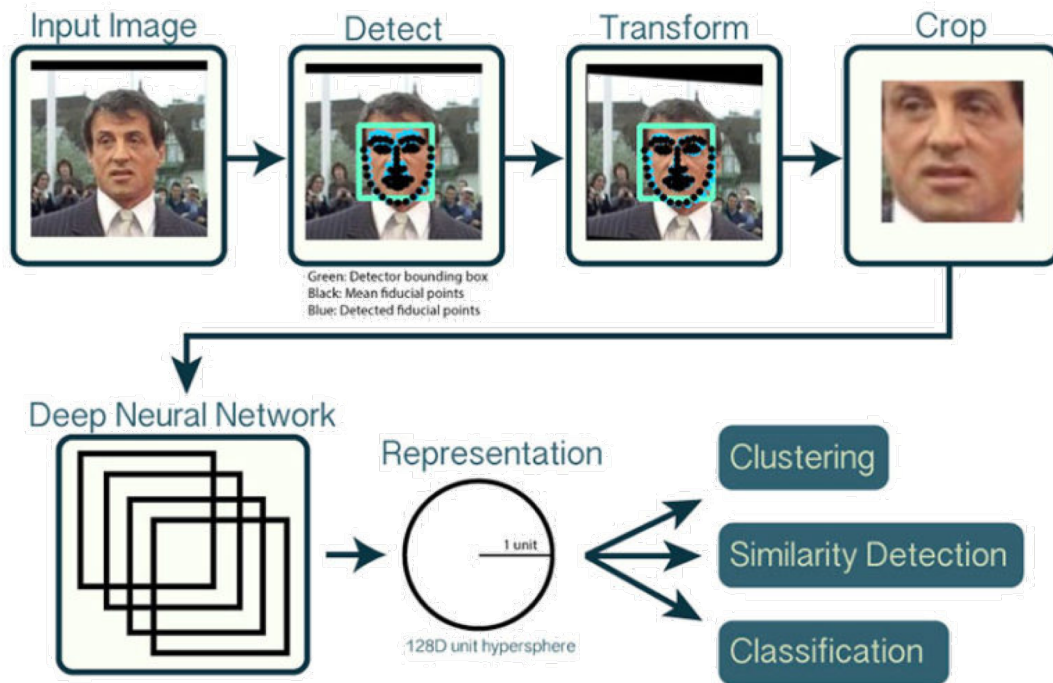 Input Image
Detect
Transform
Crop
Green: Detector bounding box
Black: Mean fiducial points
Blue: Detected fiducial points
Deep Neural Network
Representation
1 unit
128D unit hypersphere
Clustering
Similarity Detection
Classification